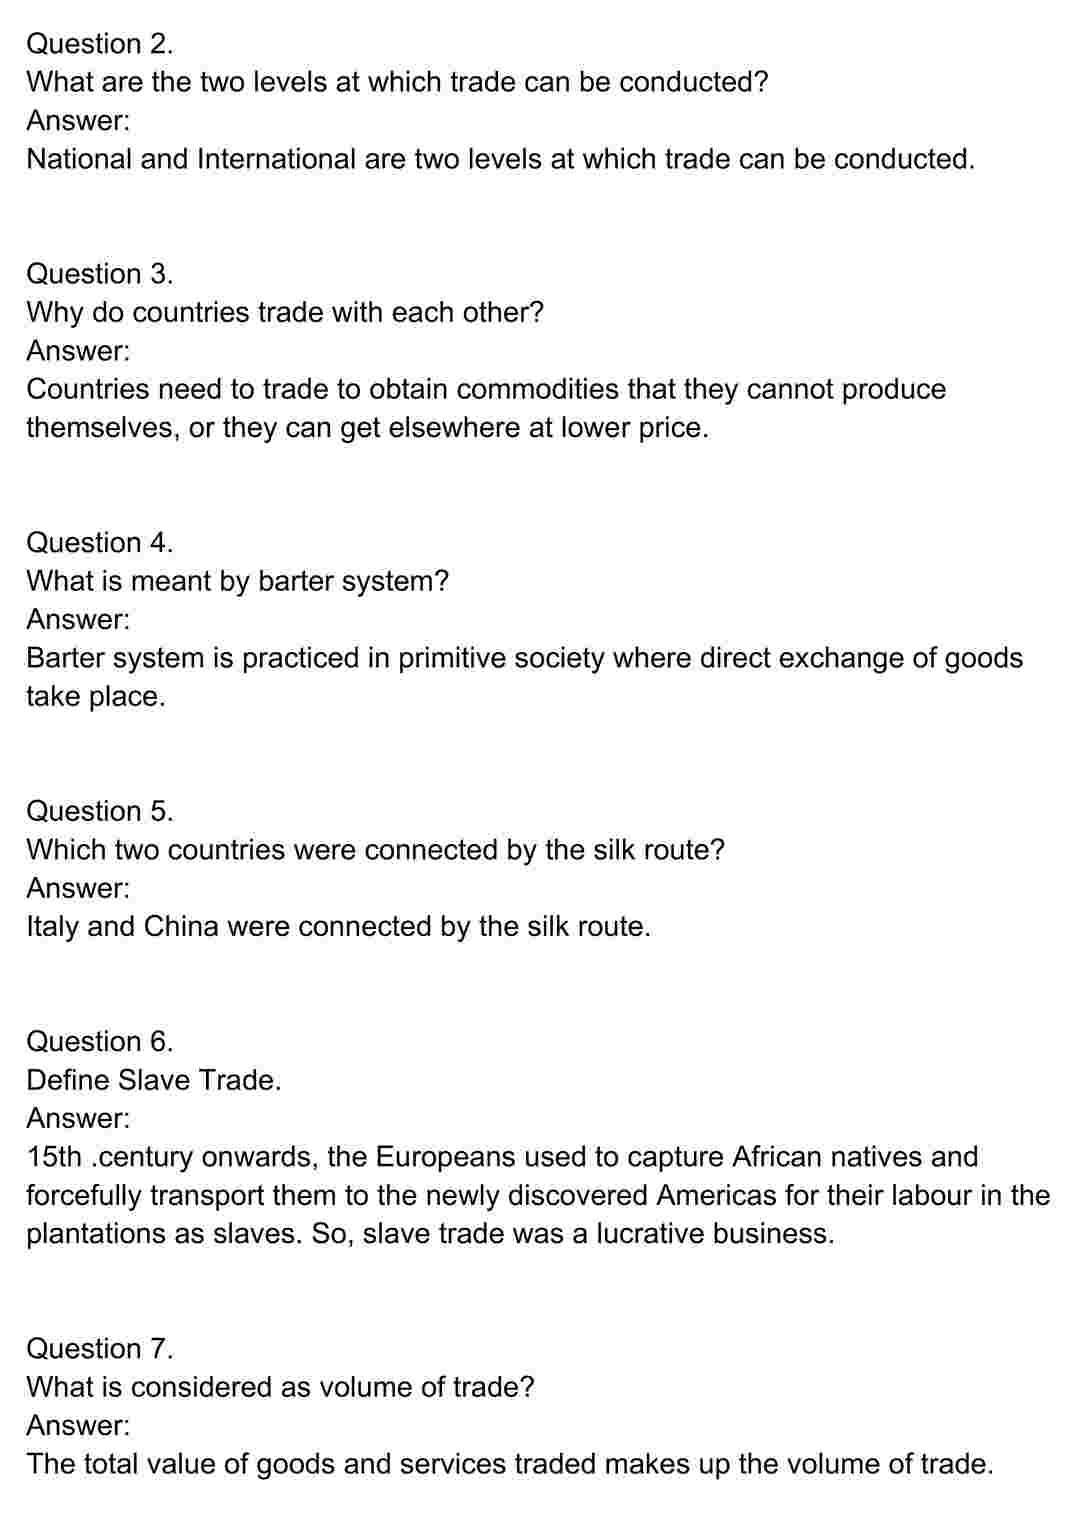 Question 2.
What are the two levels at which trade can be conducted?
Answer:
National and International are two levels at which trade can be conducted.
Question 3.
Why do countries trade with each other?
Answer:
Countries need to trade to obtain commodities that they cannot produce
themselves, or they can get elsewhere at lower price.
Question 4.
What is meant by barter system?
Answer:
Barter system is practiced in primitive society where direct exchange of goods
take place.
Question 5.
Which two countries were connected by the silk route?
Answer:
Italy and China were connected by the silk route.
Question 6.
Define Slave Trade.
Answer:
15th .century onwards, the Europeans used to capture African natives and
forcefully transport them to the newly discovered Americas for their labour in the
plantations as slaves. So, slave trade was a lucrative business.
Question 7.
What is considered as volume of trade?
Answer:
The total value of goods and services traded makes up the volume of trade.